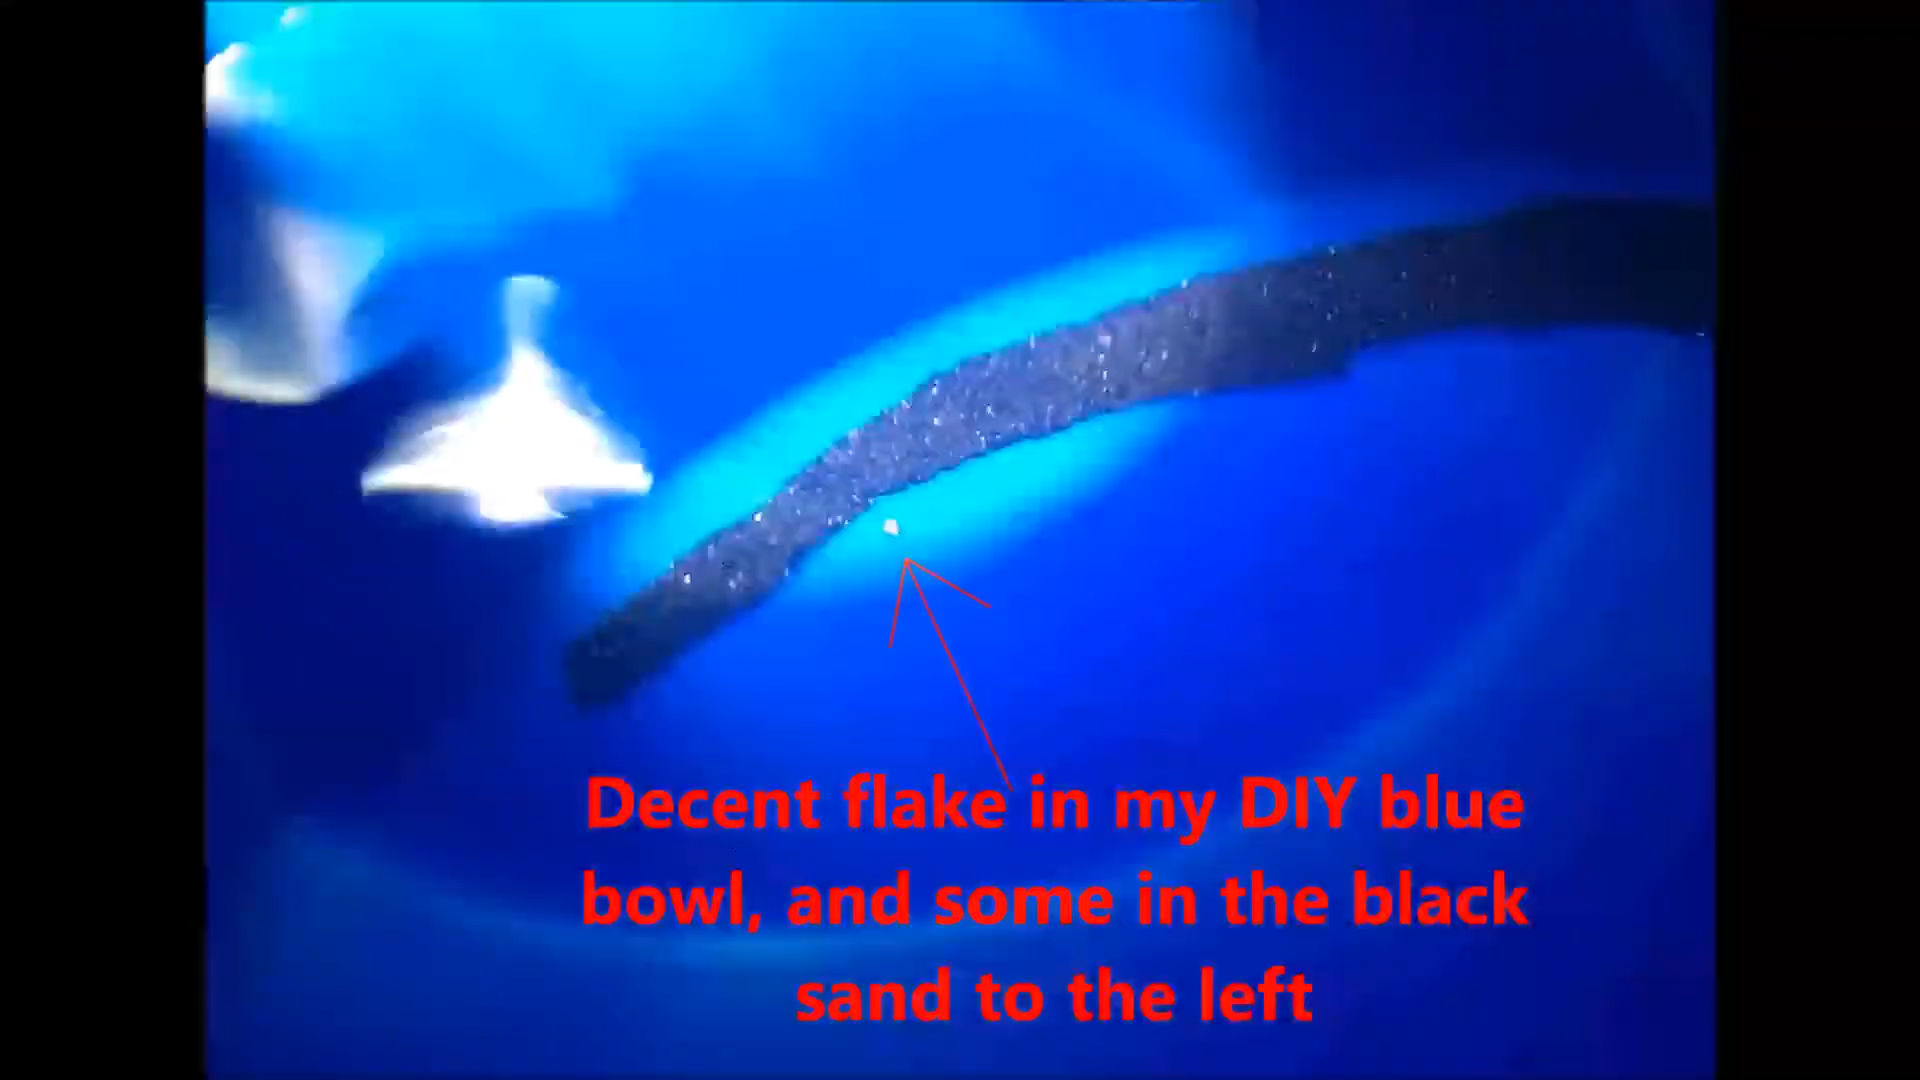 Decent flake in my DIY blue
bowl, and some in the black
sand to the left